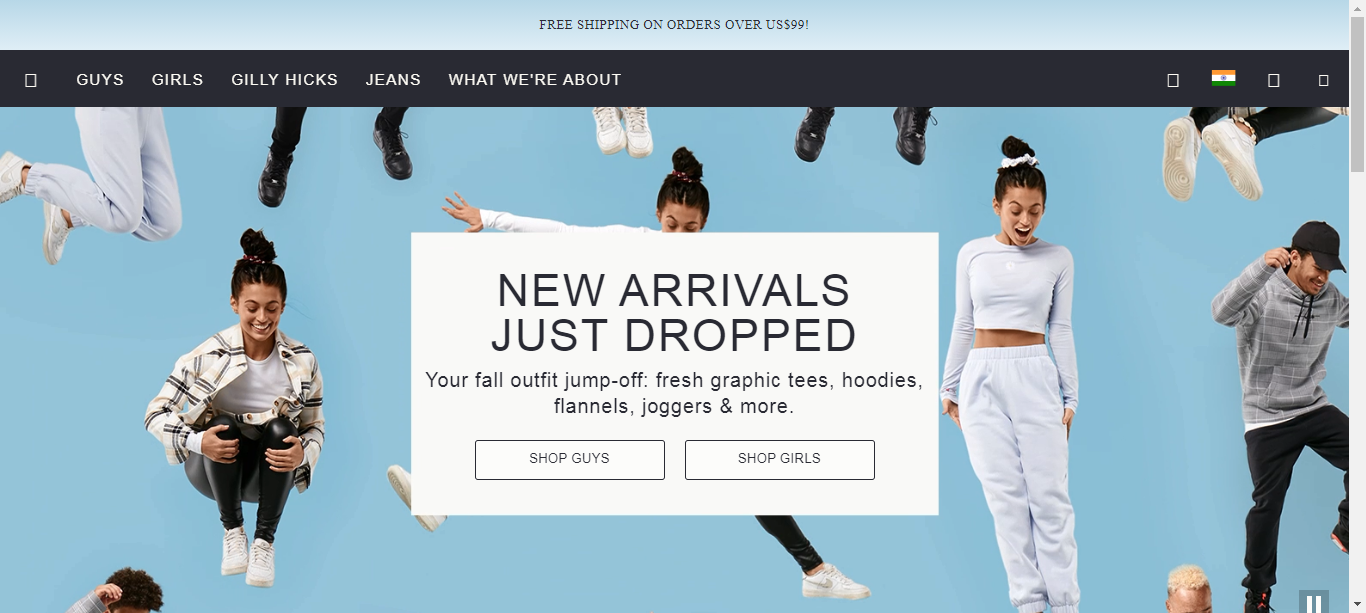 FREE SHIPPING ON ORDERS OVER US$99!
GUYS GIRLS GILLY HICKS JEANS WHAT WE'RE ABOUT
NEW ARRIVALS
JUST DROPPED
Your fall outfit jump-off: fresh graphic tees, hoodies,
flannels, joggers & more.
SHOP GUYS SHOP GIRLS